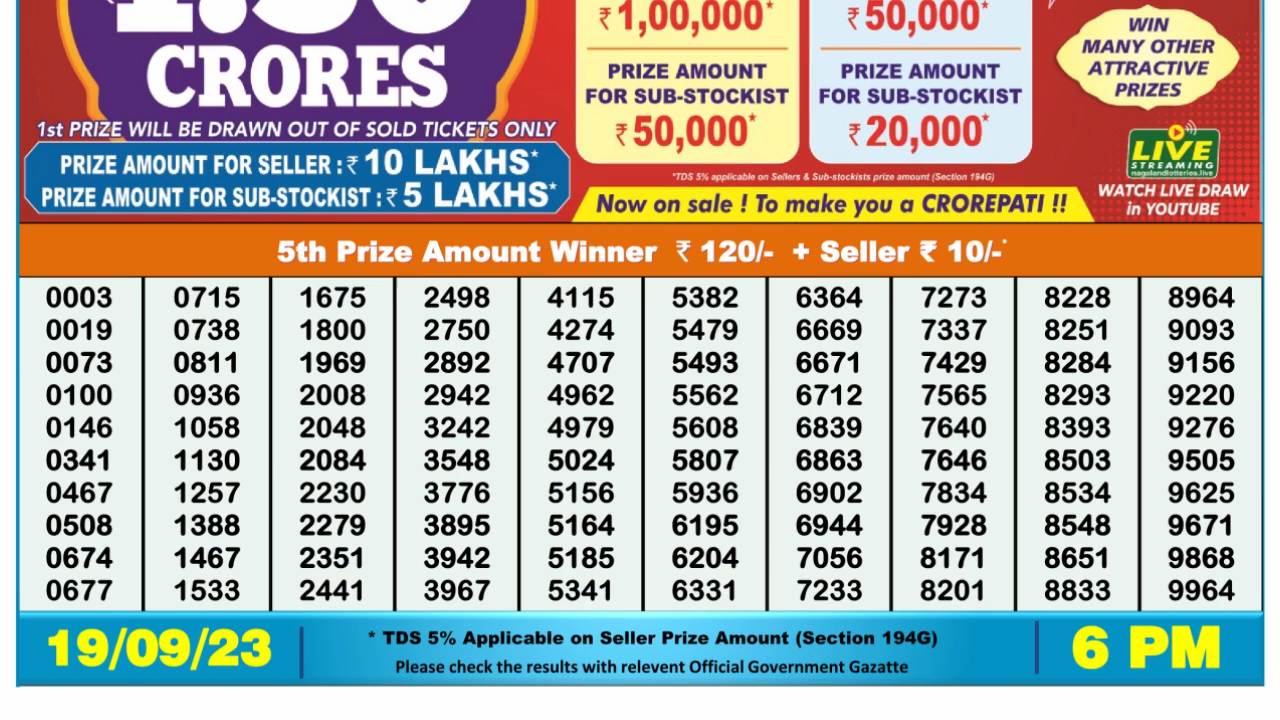 CRORES
1st PRIZE WILL BE DRAWN OUT OF SOLD TICKETS ONLY
PRIZE AMOUNT FOR SELLER : ₹ 10 LAKHS*
PRIZE AMOUNT FOR SUB-STOCKIST : ₹ 5 LAKHS*
₹ 1,00,000*
PRIZE AMOUNT
FOR SUB-STOCKIST
₹ 50,000*
₹ 50,000*
PRIZE AMOUNT
FOR SUB-STOCKIST
₹ 20,000*
*TDS 5% applicable on Sellers & Sub-stockists prize amount (Section 194G)
Now on sale ! To make you a CROREPATI !!
WIN
MANY OTHER
ATTRACTIVE
PRIZES
LIVE
STREAMING
nagalandlotteries.live
WATCH LIVE DRAW
in YOUTUBE
5th Prize Amount Winner ₹ 120/- + Seller ₹ 10/-*
0003 0715 1675 2498 4115 5382 6364 7273 8228 8964
0019 0738 1800 2750 4274 5479 6669 7337 8251 9093
0073 0811 1969 2892 4707 5493 6671 7429 8284 9156
0100 0936 2008 2942 4962 5562 6712 7565 8293 9220
0146 1058 2048 3242 4979 5608 6839 7640 8393 9276
0341 1130 2084 3548 5024 5807 6863 7646 8503 9505
0467 1257 2230 3776 5156 5936 6902 7834 8534 9625
0508 1388 2279 3895 5164 6195 6944 7928 8548 9671
0674 1467 2351 3942 5185 6204 7056 8171 8651 9868
0677 1533 2441 3967 5341 6331 7233 8201 8833 9964
19/09/23
* TDS 5% Applicable on Seller Prize Amount (Section 194G)
Please check the results with relevent Official Government Gazatte
6 PM